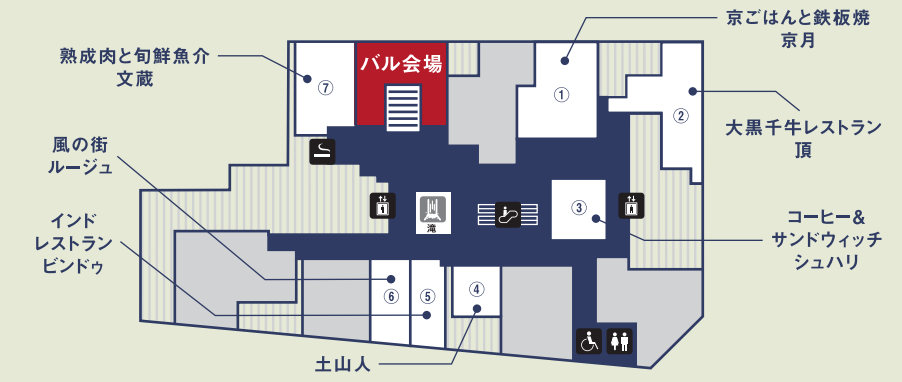 京ごはんと鉄板焼
京月
熟成肉と旬鮮魚介
文蔵
バル会場
⑦
①
②
大黒千牛レストラン
頂
風の街
ルージュ
③
滝
インド
レストラン
ビンドゥ
コーヒー&
サンドウィッチ
シュハリ
⑥
⑤
④
土山人